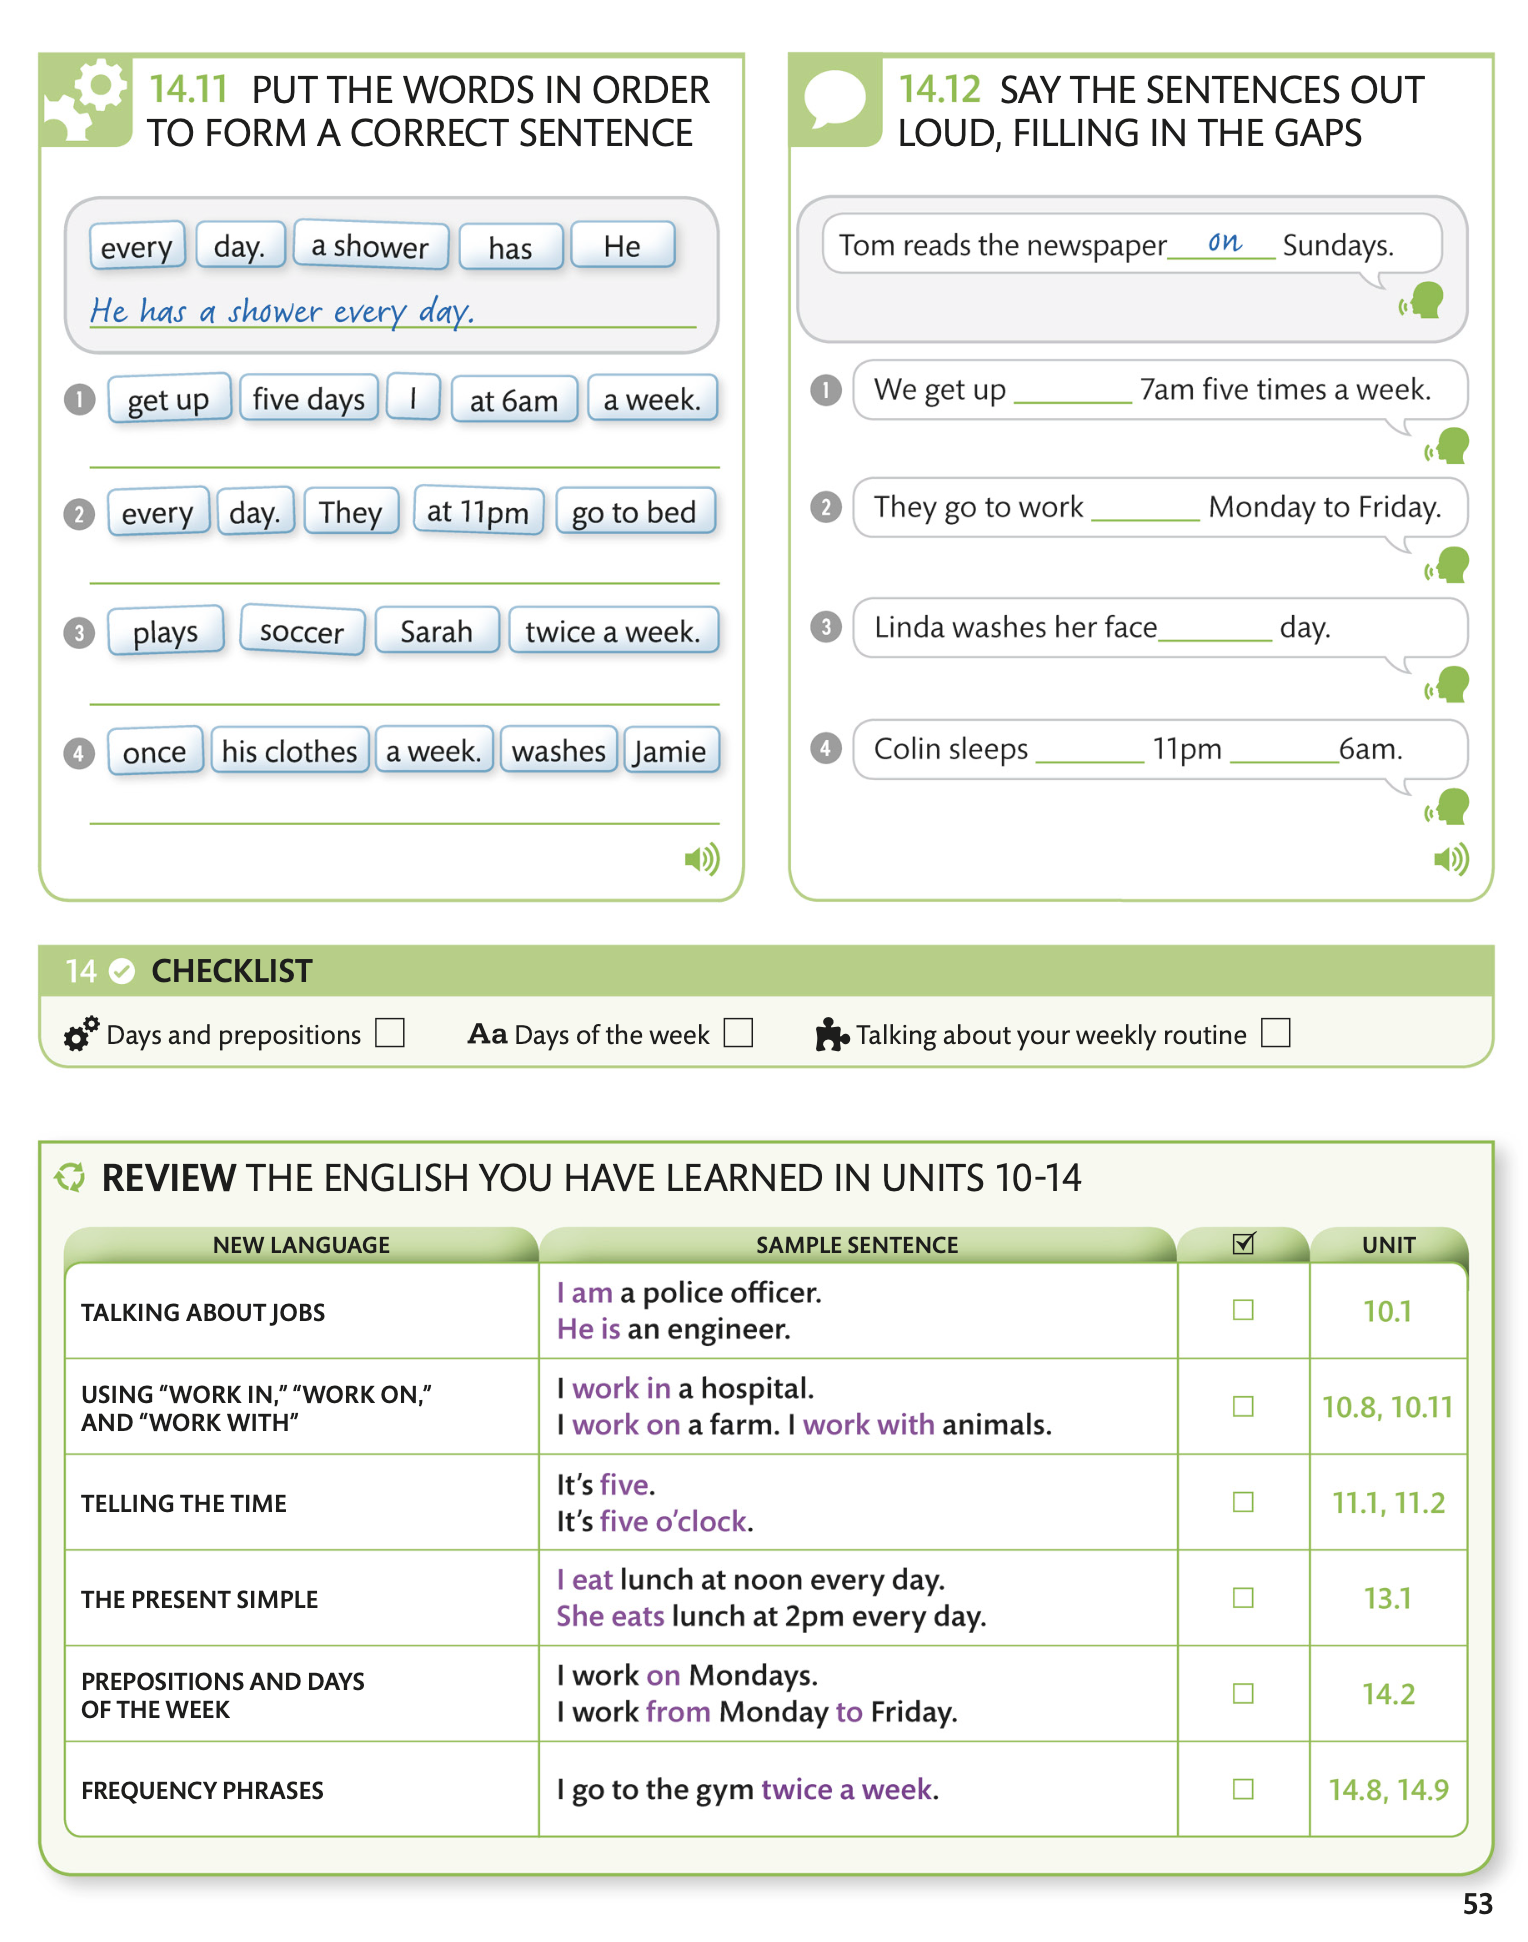 14.11 PUT THE WORDS IN ORDER
TO FORM A CORRECT SENTENCE
every day. a shower has He
He has a shower every day.
1 get up five days I at 6am a week.
2 every day. They at 11pm go to bed
3 plays soccer Sarah twice a week.
4 once his clothes a week. washes Jamie
14.12 SAY THE SENTENCES OUT
LOUD, FILLING IN THE GAPS
Tom reads the newspaper on Sundays.
1 We get up ________ 7am five times a week.
2 They go to work ________ Monday to Friday.
3 Linda washes her face ________ day.
4 Colin sleeps ________ 11pm ________ 6am.
14 CHECKLIST
Days and prepositions Aa Days of the week Talking about your weekly routine
REVIEW THE ENGLISH YOU HAVE LEARNED IN UNITS 10-14
NEW LANGUAGE SAMPLE SENTENCE UNIT
TALKING ABOUT JOBS
I am a police officer.
He is an engineer.
10.1
USING “WORK IN,” “WORK ON,”
AND “WORK WITH”
I work in a hospital.
I work on a farm. I work with animals.
10.8, 10.11
TELLING THE TIME
It’s five.
It’s five o’clock.
11.1, 11.2
THE PRESENT SIMPLE
I eat lunch at noon every day.
She eats lunch at 2pm every day.
13.1
PREPOSITIONS AND DAYS
OF THE WEEK
I work on Mondays.
I work from Monday to Friday.
14.2
FREQUENCY PHRASES
I go to the gym twice a week.
14.8, 14.9
53